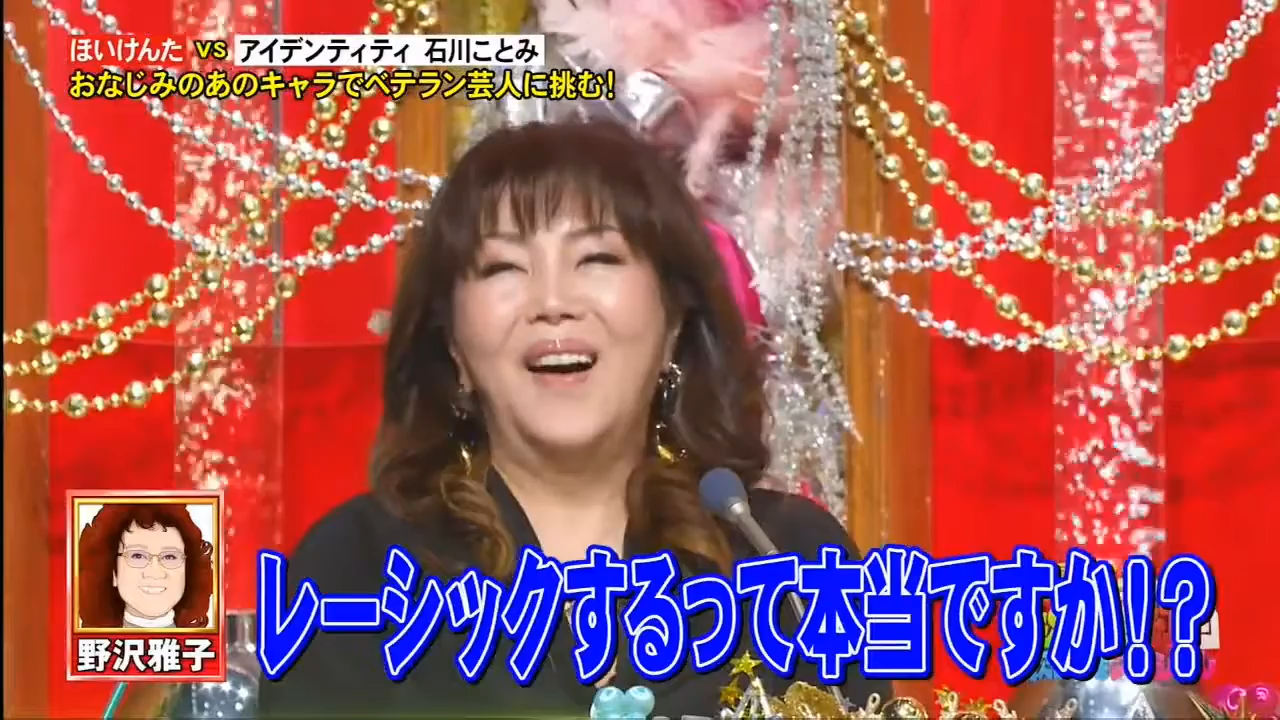 ほいけんた VS アイデンティティ 石川ことみ
おなじみのあのキャラでベテラン芸人に挑む!
野沢雅子
レーシックするって本当ですか!?